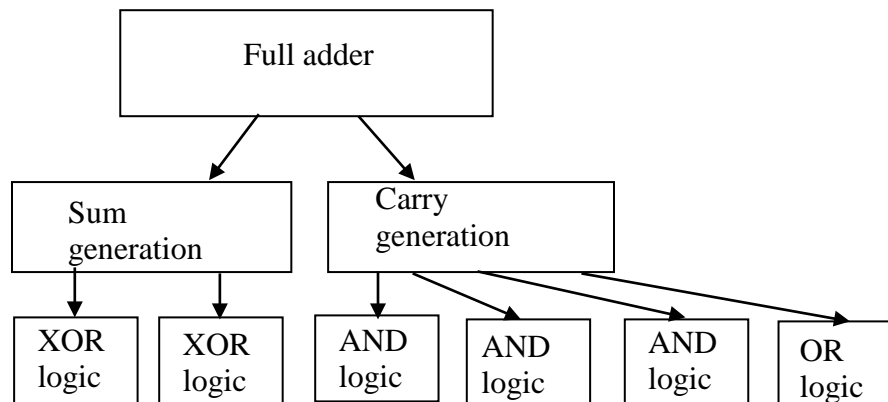 Full adder
Sum
generation
Carry
generation
XOR
logic
XOR
logic
AND
logic
AND
logic
AND
logic
OR
logic